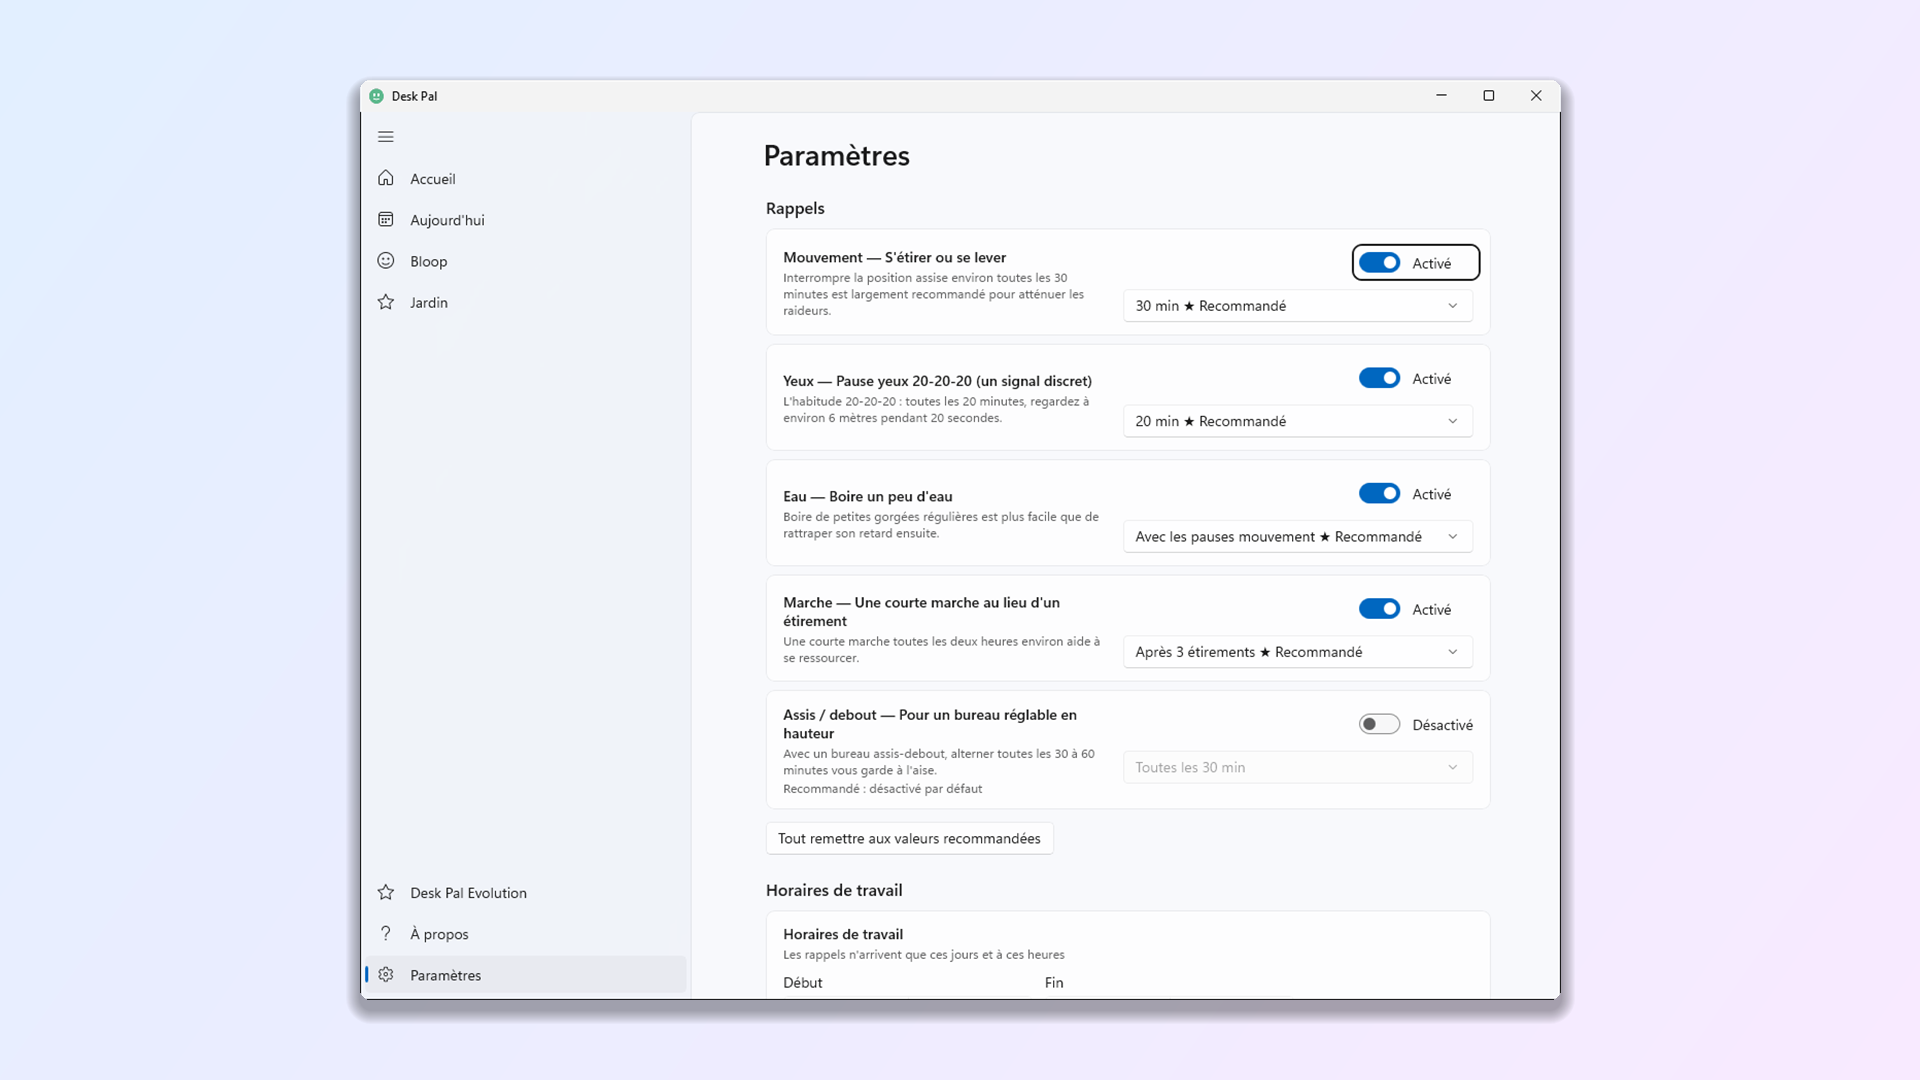 Desk Pal
Accueil
Aujourd'hui
Bloop
Jardin
Desk Pal Evolution
À propos
Paramètres
Paramètres
Rappels
Mouvement — S'étirer ou se lever
Interrompre la position assise environ toutes les 30
minutes est largement recommandé pour atténuer les
raideurs.
Activé
30 min ★ Recommandé
Yeux — Pause yeux 20-20-20 (un signal discret)
L'habitude 20-20-20 : toutes les 20 minutes, regardez à
environ 6 mètres pendant 20 secondes.
Activé
20 min ★ Recommandé
Eau — Boire un peu d'eau
Boire de petites gorgées régulières est plus facile que de
rattraper son retard ensuite.
Activé
Avec les pauses mouvement ★ Recommandé
Marche — Une courte marche au lieu d'un
étirement
Une courte marche toutes les deux heures environ aide à
se ressourcer.
Activé
Après 3 étirements ★ Recommandé
Assis / debout — Pour un bureau réglable en
hauteur
Avec un bureau assis-debout, alterner toutes les 30 à 60
minutes vous garde à l'aise.
Recommandé : désactivé par défaut
Désactivé
Toutes les 30 min
Tout remettre aux valeurs recommandées
Horaires de travail
Horaires de travail
Les rappels n'arrivent que ces jours et à ces heures
Début
Fin